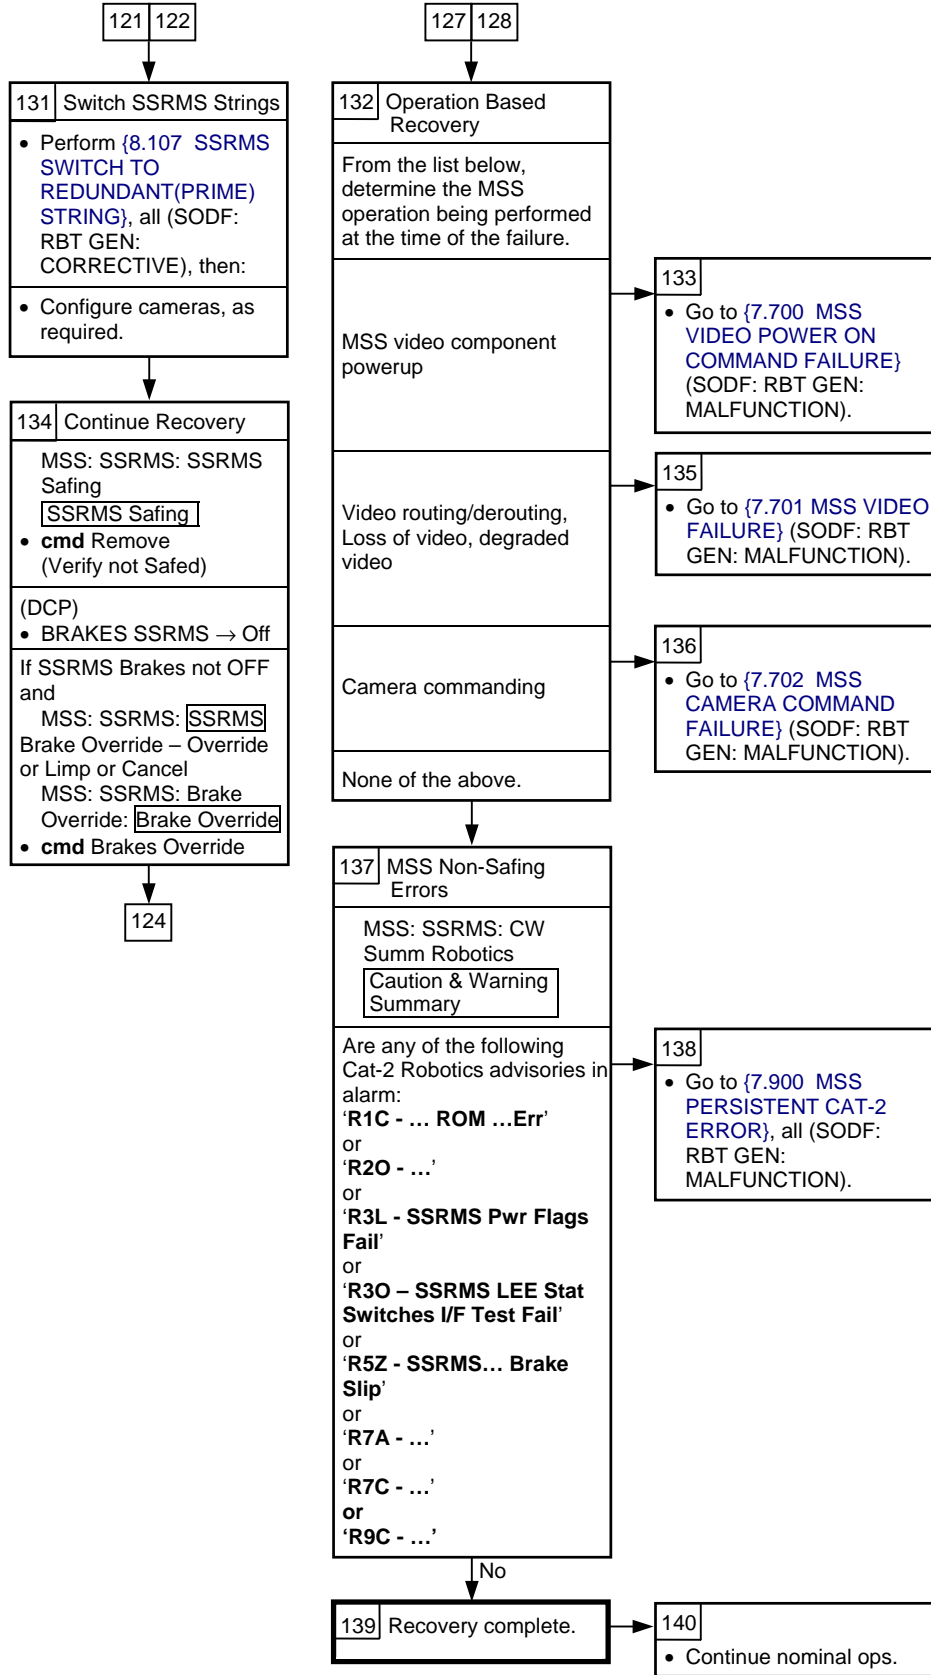 121 122
131 Switch SSRMS Strings
• Perform {8.107 SSRMS
SWITCH TO
REDUNDANT(PRIME)
STRING}, all (SODF:
RBT GEN:
CORRECTIVE), then:
• Configure cameras, as
required.
134 Continue Recovery
MSS: SSRMS: SSRMS
Safing
SSRMS Safing
• cmd Remove
(Verify not Safed)
(DCP)
• BRAKES SSRMS → Off
If SSRMS Brakes not OFF
and
MSS: SSRMS: SSRMS
Brake Override – Override
or Limp or Cancel
MSS: SSRMS: Brake
Override: Brake Override
• cmd Brakes Override
124
127 128
132 Operation Based
Recovery
From the list below,
determine the MSS
operation being performed
at the time of the failure.
MSS video component
powerup
133
• Go to {7.700 MSS
VIDEO POWER ON
COMMAND FAILURE}
(SODF: RBT GEN:
MALFUNCTION).
Video routing/derouting,
Loss of video, degraded
video
135
• Go to {7.701 MSS VIDEO
FAILURE} (SODF: RBT
GEN: MALFUNCTION).
Camera commanding
136
• Go to {7.702 MSS
CAMERA COMMAND
FAILURE} (SODF: RBT
GEN: MALFUNCTION).
None of the above.
137 MSS Non-Safing
Errors
MSS: SSRMS: CW
Summ Robotics
Caution & Warning
Summary
Are any of the following
Cat-2 Robotics advisories in
alarm:
‘R1C - … ROM …Err’
or
‘R2O - …’
or
‘R3L - SSRMS Pwr Flags
Fail’
or
‘R3O – SSRMS LEE Stat
Switches I/F Test Fail’
or
‘R5Z - SSRMS… Brake
Slip’
or
‘R7A - …’
or
‘R7C - …’
or
‘R9C - …’
138
• Go to {7.900 MSS
PERSISTENT CAT-2
ERROR}, all (SODF:
RBT GEN:
MALFUNCTION).
No
139 Recovery complete.
140
• Continue nominal ops.